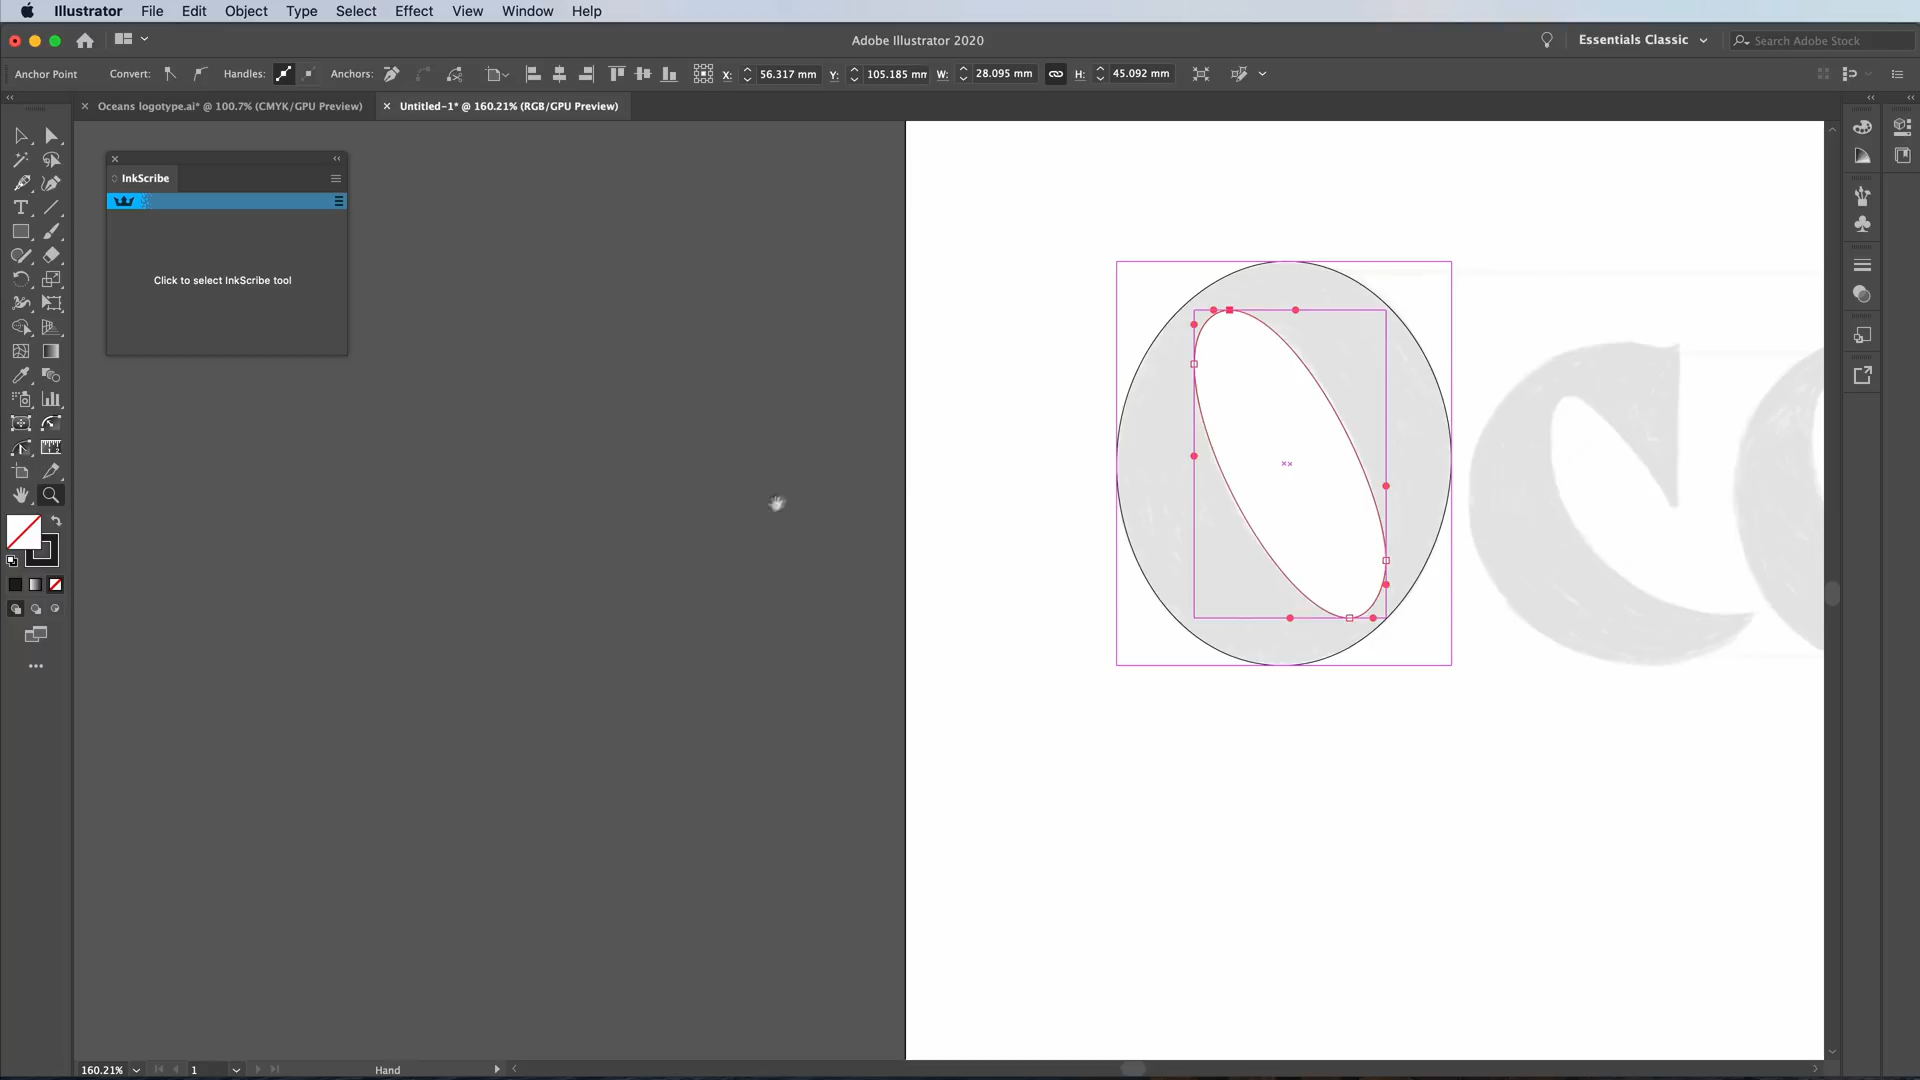 Illustrator File Edit Object Type Select Effect View Window Help
Adobe Illustrator 2020
Essentials Classic
Search Adobe Stock
Anchor Point Convert: Handles: Anchors: X: 56.317 mm Y: 105.185 mm W: 28.095 mm H: 45.092 mm
Oceans logotype.ai* @ 100.7% (CMYK/GPU Preview)
Untitled-1* @ 160.21% (RGB/GPU Preview)
InkScribe
Click to select InkScribe tool
160.21% 1 Hand